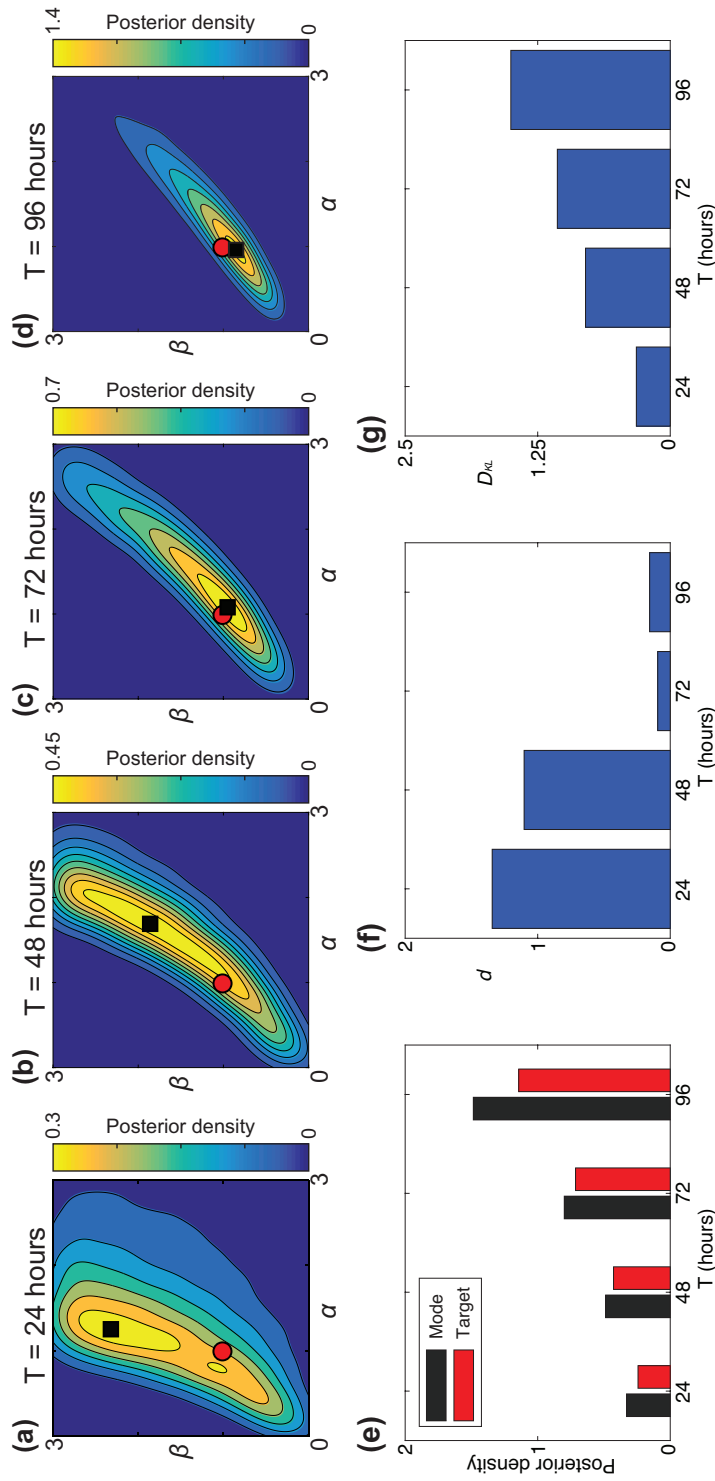 (a)
T = 24 hours
3
β
0
α
3
0.3
Posterior density
0
(b)
T = 48 hours
3
β
0
α
3
0.45
Posterior density
0
(c)
T = 72 hours
3
β
0
α
3
0.7
Posterior density
0
(d)
T = 96 hours
3
β
0
α
3
1.4
Posterior density
0
(e)
2
1
0
Posterior density
Mode
Target
24
48
72
96
T (hours)
(f)
2
d
1
0
24
48
72
96
T (hours)
(g)
2.5
D_KL
1.25
0
24
48
72
96
T (hours)